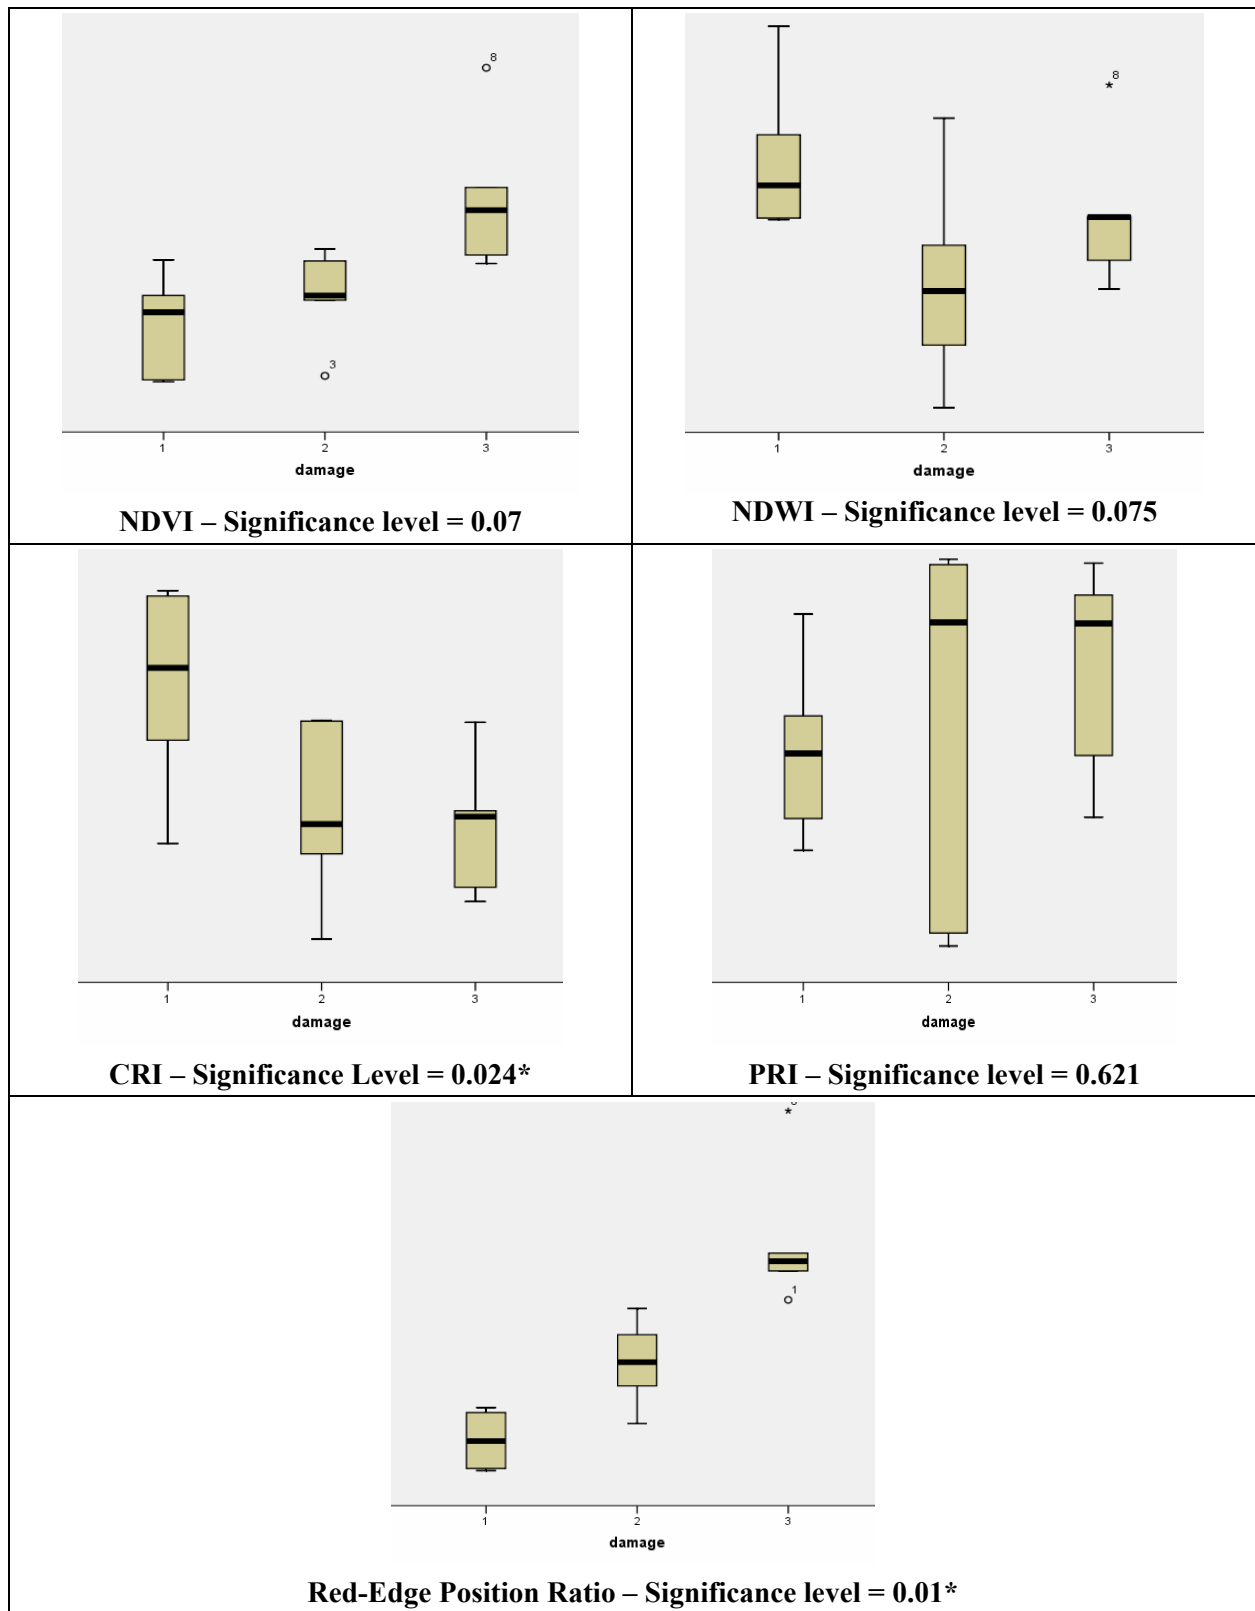 8
3
1 2 3
damage
NDVI – Significance level = 0.07
8
1 2 3
damage
NDWI – Significance level = 0.075
1 2 3
damage
CRI – Significance Level = 0.024*
1 2 3
damage
PRI – Significance level = 0.621
1
1 2 3
damage
Red-Edge Position Ratio – Significance level = 0.01*